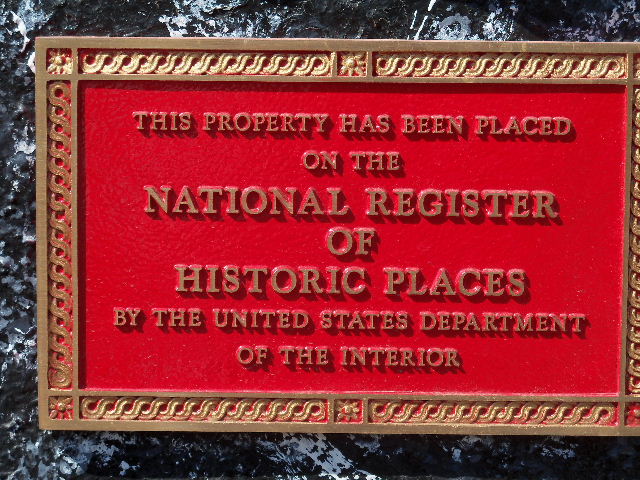 THIS PROPERTY HAS BEEN PLACED
ON THE
NATIONAL REGISTER
OF
HISTORIC PLACES
BY THE UNITED STATES DEPARTMENT
OF THE INTERIOR